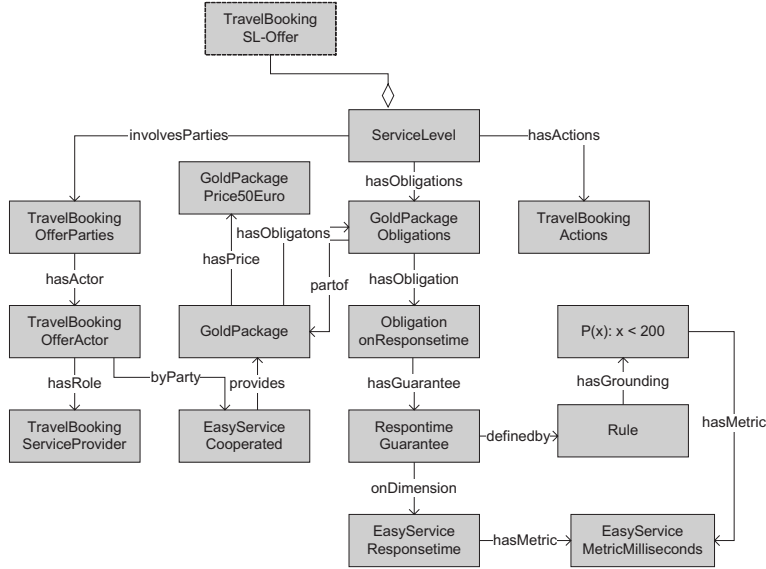 TravelBooking
SL-Offer
involvesParties
ServiceLevel
hasActions
GoldPackage
Price50Euro
hasObligations
TravelBooking
OfferParties
hasObligatons
GoldPackage
Obligations
TravelBooking
Actions
hasPrice
hasActor
partof
hasObligation
TravelBooking
OfferActor
GoldPackage
Obligation
onResponsetime
P(x): x < 200
hasRole
byParty
provides
hasGuarantee
hasGrounding
hasMetric
TravelBooking
ServiceProvider
EasyService
Cooperated
Respontime
Guarantee
definedby
Rule
onDimension
EasyService
Responsetime
hasMetric
EasyService
MetricMilliseconds